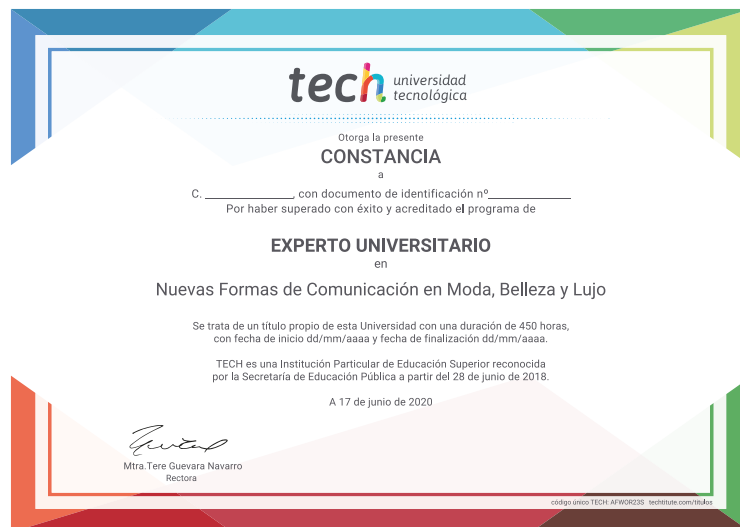 tech universidad
tecnológica
Otorga la presente
CONSTANCIA
a
C. ______________, con documento de identificación nº_____________
Por haber superado con éxito y acreditado el programa de
EXPERTO UNIVERSITARIO
en
Nuevas Formas de Comunicación en Moda, Belleza y Lujo
Se trata de un título propio de esta Universidad con una duración de 450 horas,
con fecha de inicio dd/mm/aaaa y fecha de finalización dd/mm/aaaa.
TECH es una Institución Particular de Educación Superior reconocida
por la Secretaría de Educación Pública a partir del 28 de junio de 2018.
A 17 de junio de 2020
Mtra.Tere Guevara Navarro
Rectora
código único TECH: AFWOR23S techtitute.com/titulos